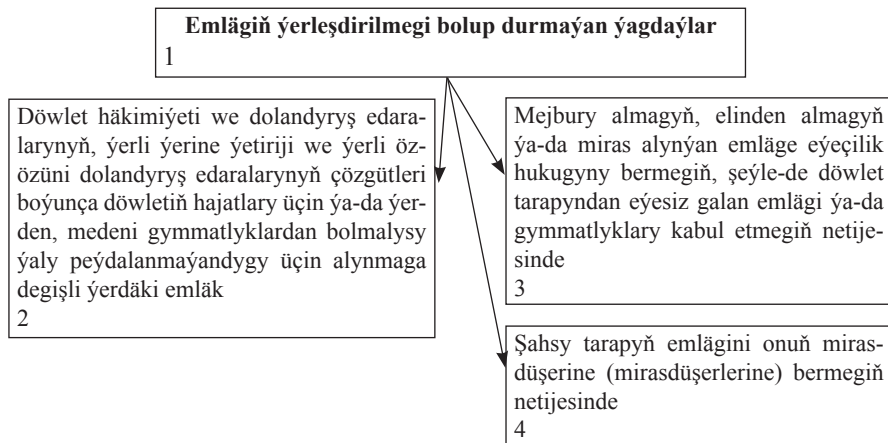 Emlägiň ýerleşdirilmegi bolup durmaýan ýagdaýlar
1
Döwlet häkimiýeti we dolandyryş edara-
larynyň, ýerli ýerine ýetiriji we ýerli öz-
özüni dolandyryş edaralarynyň çözgütleri
boýunça döwletiň hajatlary üçin ýa-da ýer-
den, medeni gymmatlyklardan bolmalysy
ýaly peýdalanmaýandygy üçin alynmaga
degişli ýerdäki emläk
2
Mejbury almagyň, elinden almagyň
ýa-da miras alynýan emläge eýeçilik
hukugyny bermegiň, şeýle-de döwlet
tarapyndan eýesiz galan emlägi ýa-da
gymmatlyklary kabul etmegiň netije-
sinde
3
Şahsy tarapyň emlägini onuň miras-
düşerine (mirasdüşerlerine) bermegiň
netijesinde
4